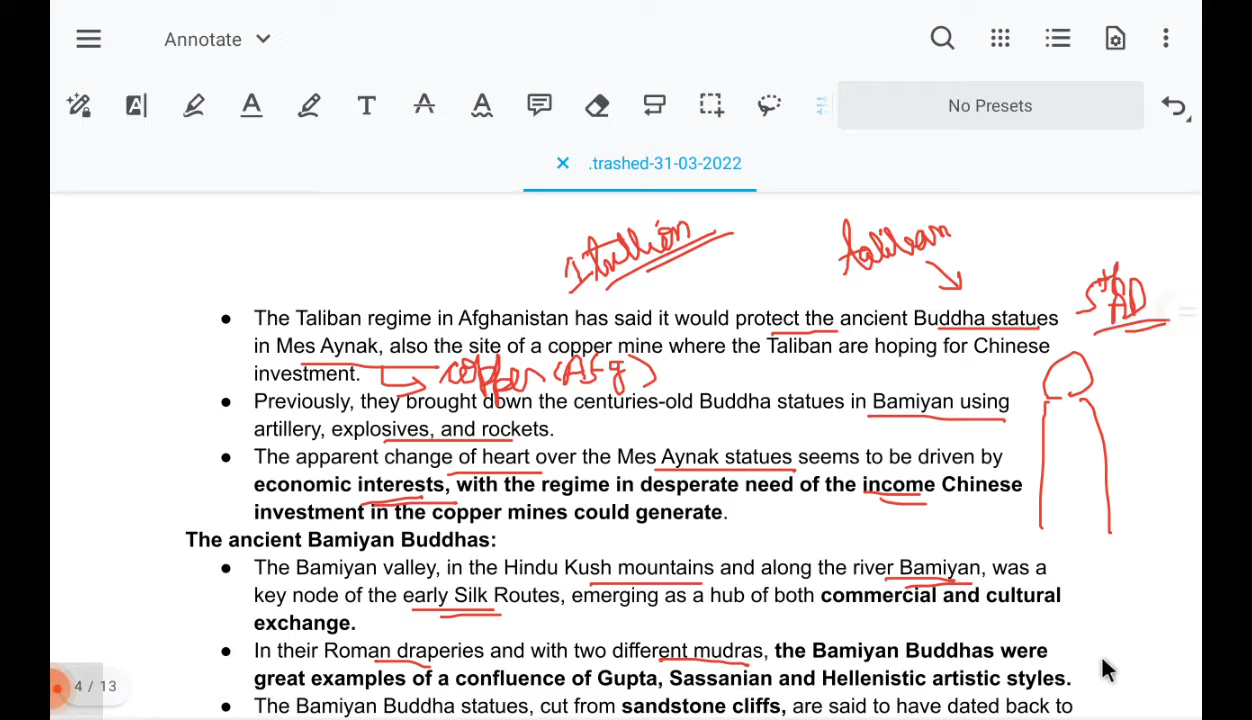 Annotate
No Presets
.trashed-31-03-2022
1 trillion
taliban
5th AD
● The Taliban regime in Afghanistan has said it would protect the ancient Buddha statues
in Mes Aynak, also the site of a copper mine where the Taliban are hoping for Chinese
investment.
copper (Afg)
● Previously, they brought down the centuries-old Buddha statues in Bamiyan using
artillery, explosives, and rockets.
● The apparent change of heart over the Mes Aynak statues seems to be driven by
economic interests, with the regime in desperate need of the income Chinese
investment in the copper mines could generate.
The ancient Bamiyan Buddhas:
● The Bamiyan valley, in the Hindu Kush mountains and along the river Bamiyan, was a
key node of the early Silk Routes, emerging as a hub of both commercial and cultural
exchange.
● In their Roman draperies and with two different mudras, the Bamiyan Buddhas were
great examples of a confluence of Gupta, Sassanian and Hellenistic artistic styles.
4 / 13
● The Bamiyan Buddha statues, cut from sandstone cliffs, are said to have dated back to